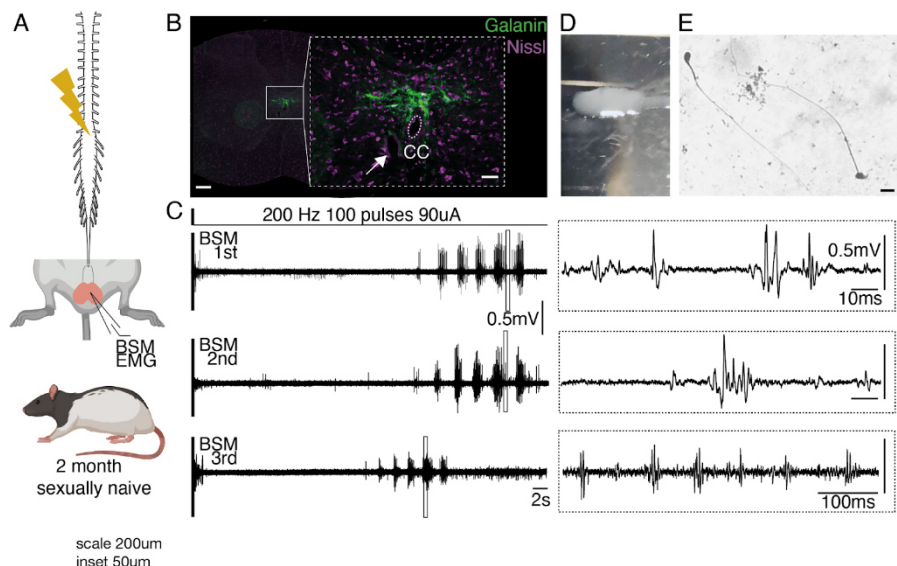 A
BSM
EMG
2 month
sexually naive
scale 200um
inset 50um
B
Galanin
Nissl
CC
D
E
C
200 Hz 100 pulses 90uA
BSM
1st
0.5mV
0.5mV
10ms
BSM
2nd
BSM
3rd
2s
100ms